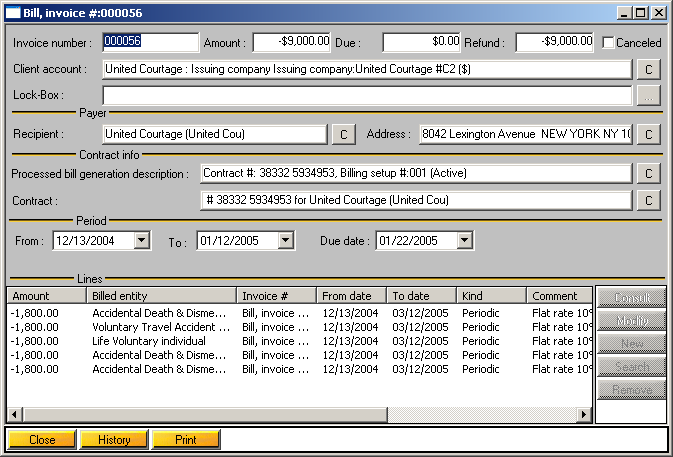 Bill, invoice #:000056
Invoice number : 000056 Amount : -$9,000.00 Due : $0.00 Refund : -$9,000.00 Canceled
Client account : United Courtage : Issuing company Issuing company:United Courtage #C2 ($) C
Lock-Box : ...
Payer
Recipient : United Courtage (United Cou) C Address : 8042 Lexington Avenue NEW YORK NY 10 C
Contract info
Processed bill generation description : Contract #: 38332 5934953, Billing setup #:001 (Active) C
Contract : # 38332 5934953 for United Courtage (United Cou) C
Period
From : 12/13/2004 To : 01/12/2005 Due date : 01/22/2005
Lines
Amount Billed entity Invoice # From date To date Kind Comment
-1,800.00 Accidental Death & Disme... Bill, invoice ... 12/13/2004 03/12/2005 Periodic Flat rate 10
-1,800.00 Voluntary Travel Accident ... Bill, invoice ... 12/13/2004 03/12/2005 Periodic Flat rate 10
-1,800.00 Life Voluntary individual Bill, invoice ... 12/13/2004 03/12/2005 Periodic Flat rate 10
-1,800.00 Accidental Death & Disme... Bill, invoice ... 12/13/2004 03/12/2005 Periodic Flat rate 10
-1,800.00 Accidental Death & Disme... Bill, invoice ... 12/13/2004 03/12/2005 Periodic Flat rate 10
Consult
Modify
New
Search
Remove
Close History Print